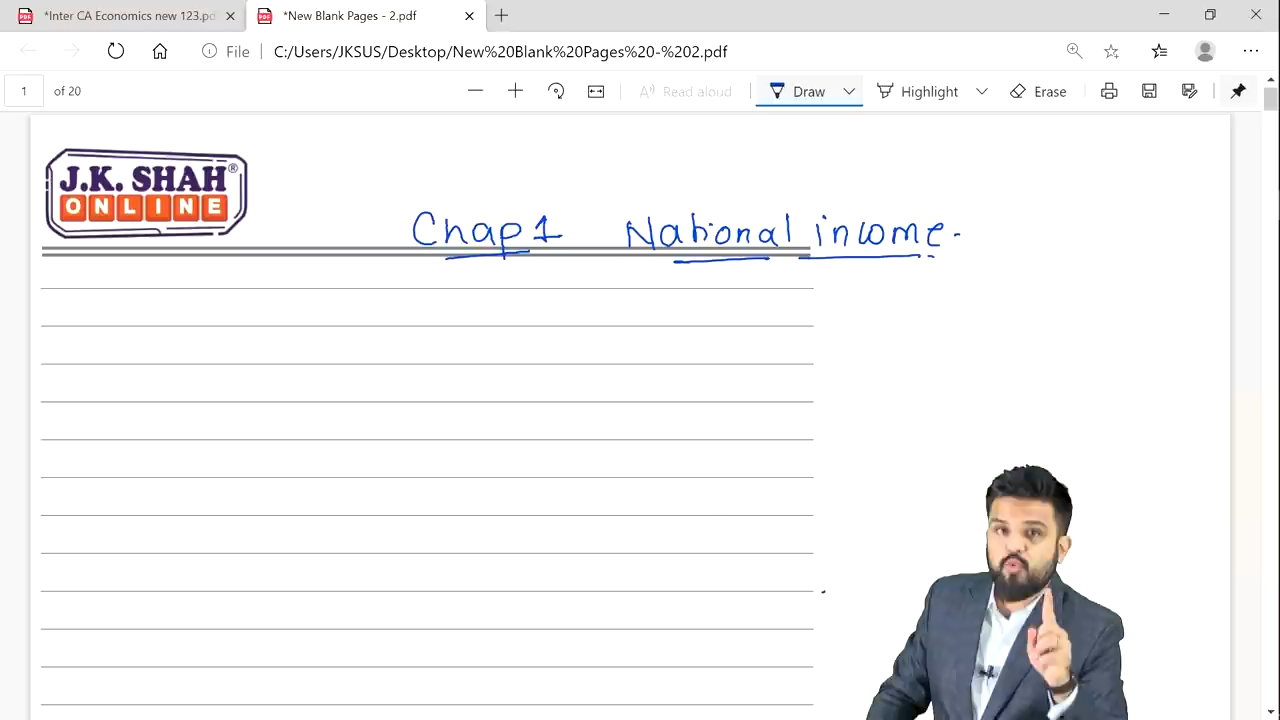 *Inter CA Economics new 123.pd
*New Blank Pages - 2.pdf
File
C:/Users/JKSUS/Desktop/New%20Blank%20Pages%20-%202.pdf
1 of 20
Read aloud
Draw
Highlight
Erase
J.K. SHAH®
ONLINE
Chap 1 National income.